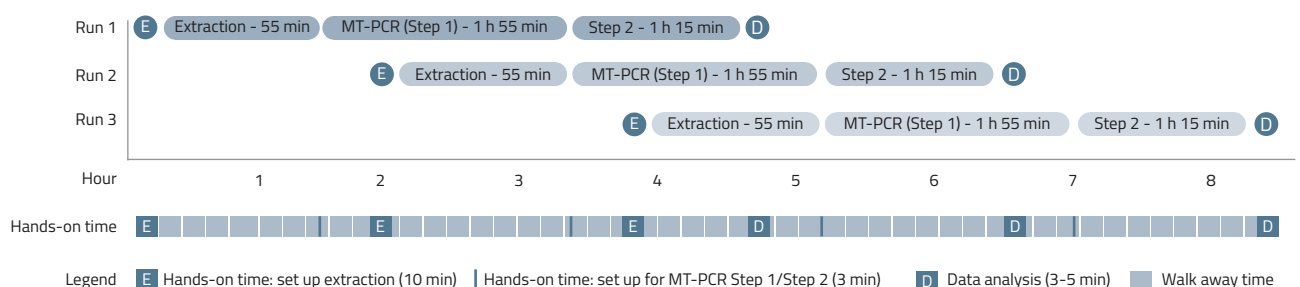 Run 1 E Extraction - 55 min MT-PCR (Step 1) - 1 h 55 min Step 2 - 1 h 15 min D
Run 2 E Extraction - 55 min MT-PCR (Step 1) - 1 h 55 min Step 2 - 1 h 15 min D
Run 3 E Extraction - 55 min MT-PCR (Step 1) - 1 h 55 min Step 2 - 1 h 15 min D
Hour 1 2 3 4 5 6 7 8
Hands-on time E E E D D D
Legend E Hands-on time: set up extraction (10 min) Hands-on time: set up for MT-PCR Step 1/Step 2 (3 min) D Data analysis (3-5 min) Walk away time